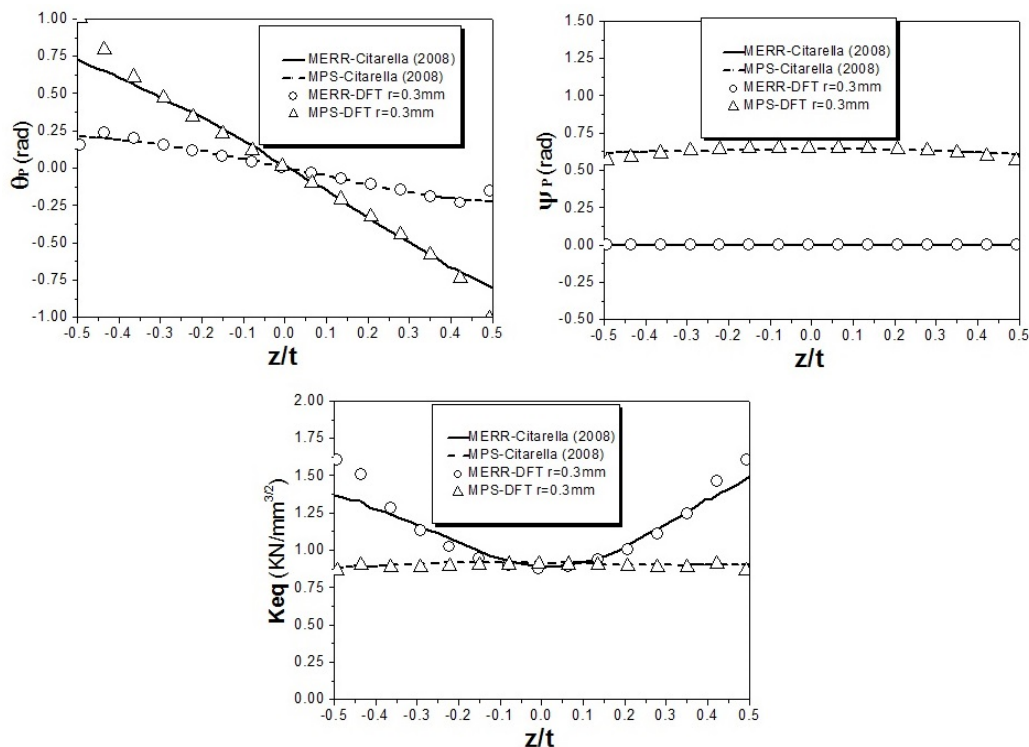 1.00
0.75
0.50
0.25
0.00
-0.25
-0.50
-0.75
-1.00
θP (rad)
MERR-Citarella (2008)
MPS-Citarella (2008)
MERR-DFT r=0.3mm
MPS-DFT r=0.3mm
-0.5 -0.4 -0.3 -0.2 -0.1 0.0 0.1 0.2 0.3 0.4 0.5
z/t
1.50
1.25
1.00
0.75
0.50
0.25
0.00
-0.25
-0.50
ΨP (rad)
MERR-Citarella (2008)
MPS-Citarella (2008)
MERR-DFT r=0.3mm
MPS-DFT r=0.3mm
-0.5 -0.4 -0.3 -0.2 -0.1 0.0 0.1 0.2 0.3 0.4 0.5
z/t
2.00
1.75
1.50
1.25
1.00
0.75
0.50
0.25
0.00
Keq (KN/mm3/2)
MERR-Citarella (2008)
MPS-Citarella (2008)
MERR-DFT r=0.3mm
MPS-DFT r=0.3mm
-0.5 -0.4 -0.3 -0.2 -0.1 0.0 0.1 0.2 0.3 0.4 0.5
z/t